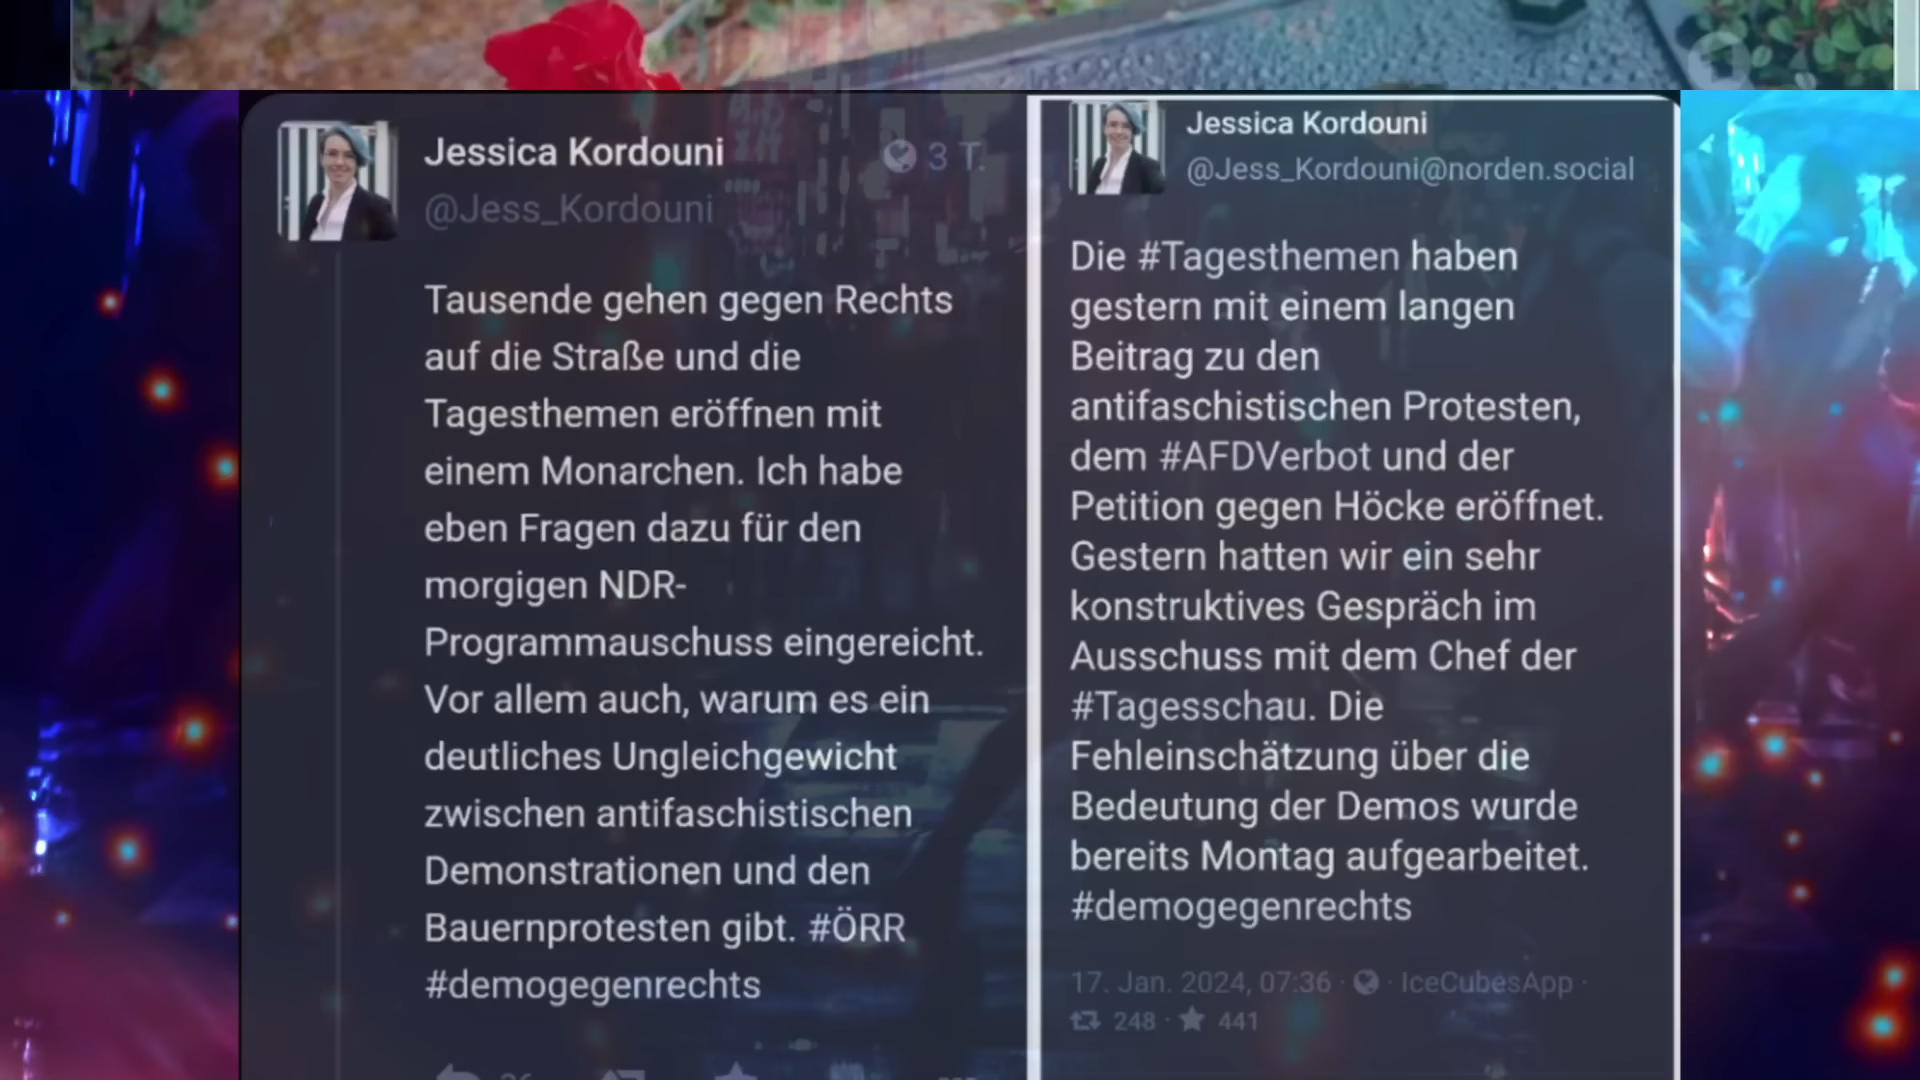 Jessica Kordouni
3 T.
@Jess_Kordouni
Tausende gehen gegen Rechts
auf die Straße und die
Tagesthemen eröffnen mit
einem Monarchen. Ich habe
eben Fragen dazu für den
morgigen NDR-
Programmauschuss eingereicht.
Vor allem auch, warum es ein
deutliches Ungleichgewicht
zwischen antifaschistischen
Demonstrationen und den
Bauernprotesten gibt. #ÖRR
#demogegenrechts
Jessica Kordouni
@Jess_Kordouni@norden.social
Die #Tagesthemen haben
gestern mit einem langen
Beitrag zu den
antifaschistischen Protesten,
dem #AFDVerbot und der
Petition gegen Höcke eröffnet.
Gestern hatten wir ein sehr
konstruktives Gespräch im
Ausschuss mit dem Chef der
#Tagesschau. Die
Fehleinschätzung über die
Bedeutung der Demos wurde
bereits Montag aufgearbeitet.
#demogegenrechts
17. Jan. 2024, 07:36 · · IceCubesApp ·
248 · 441